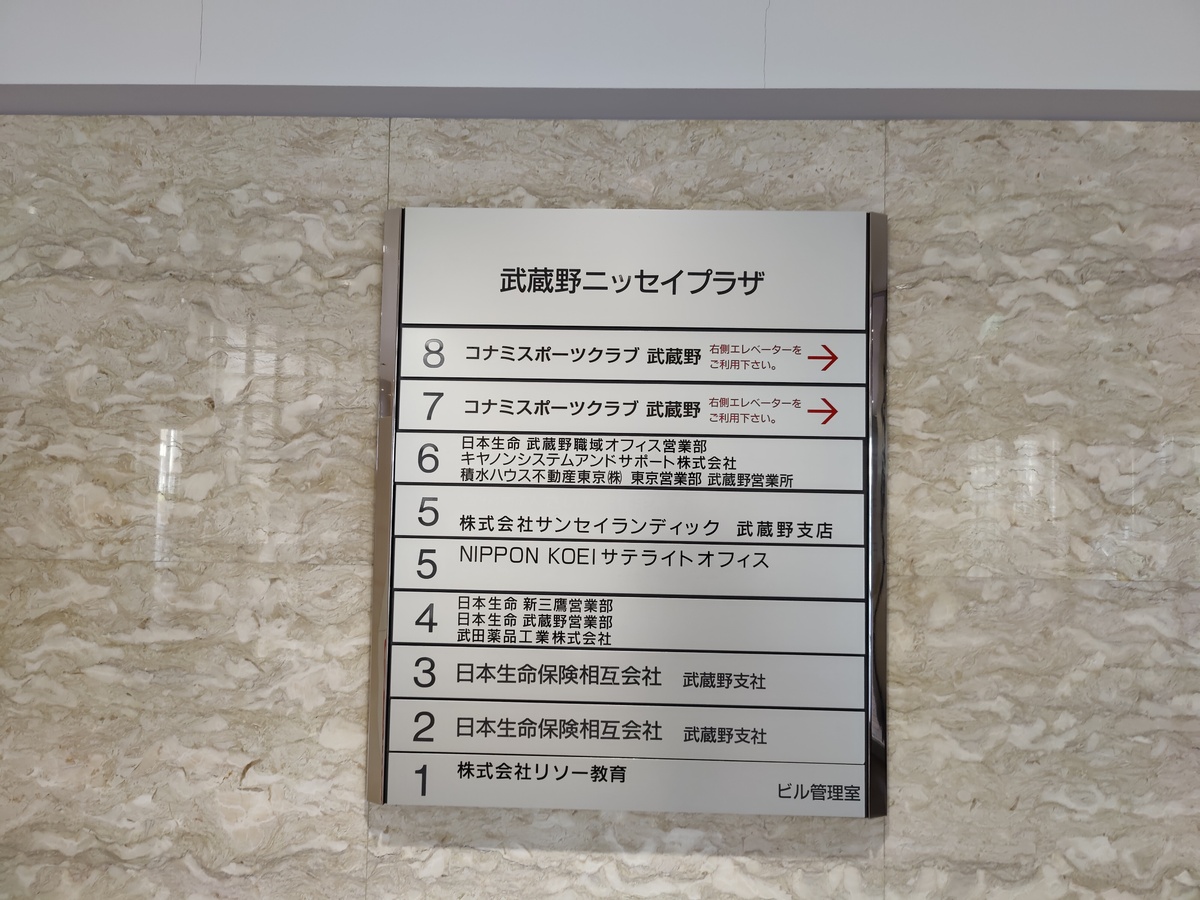 武蔵野ニッセイプラザ
8 コナミスポーツクラブ 武蔵野 右側エレベーターを
ご利用下さい。 →
7 コナミスポーツクラブ 武蔵野 右側エレベーターを
ご利用下さい。 →
6 日本生命 武蔵野職域オフィス営業部
キヤノンシステムアンドサポート株式会社
積水ハウス不動産東京㈱ 東京営業部 武蔵野営業所
5 株式会社サンセイランディック 武蔵野支店
5 NIPPON KOEIサテライトオフィス
4 日本生命 新三鷹営業部
日本生命 武蔵野営業部
武田薬品工業株式会社
3 日本生命保険相互会社 武蔵野支社
2 日本生命保険相互会社 武蔵野支社
1 株式会社リソー教育
ビル管理室